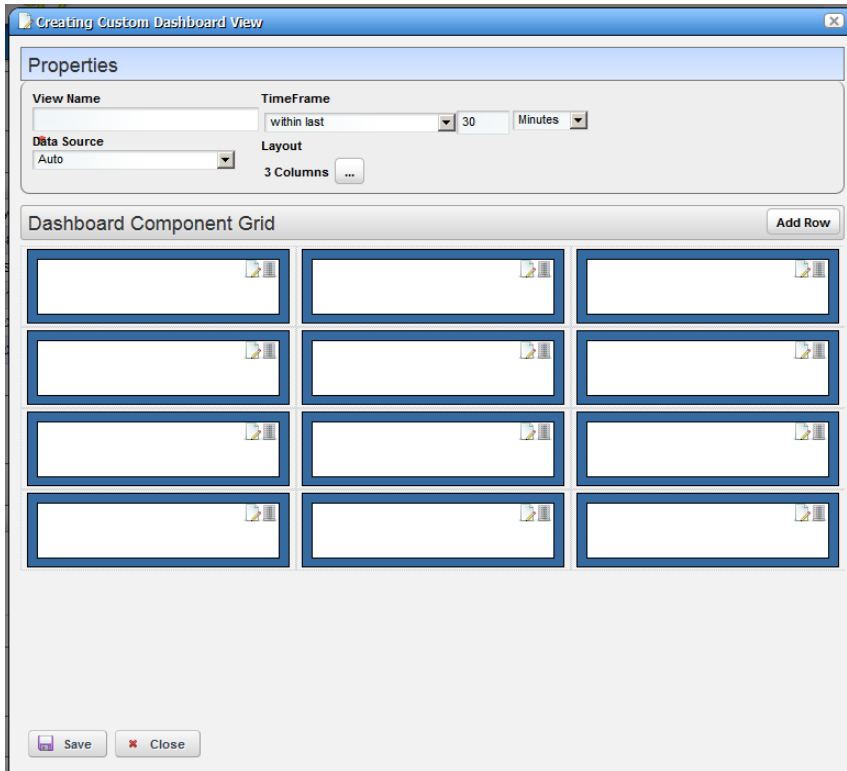 Creating Custom Dashboard View
Properties
View Name
TimeFrame
within last
30
Minutes
Data Source
Auto
Layout
3 Columns
...
Dashboard Component Grid
Add Row
Save
Close